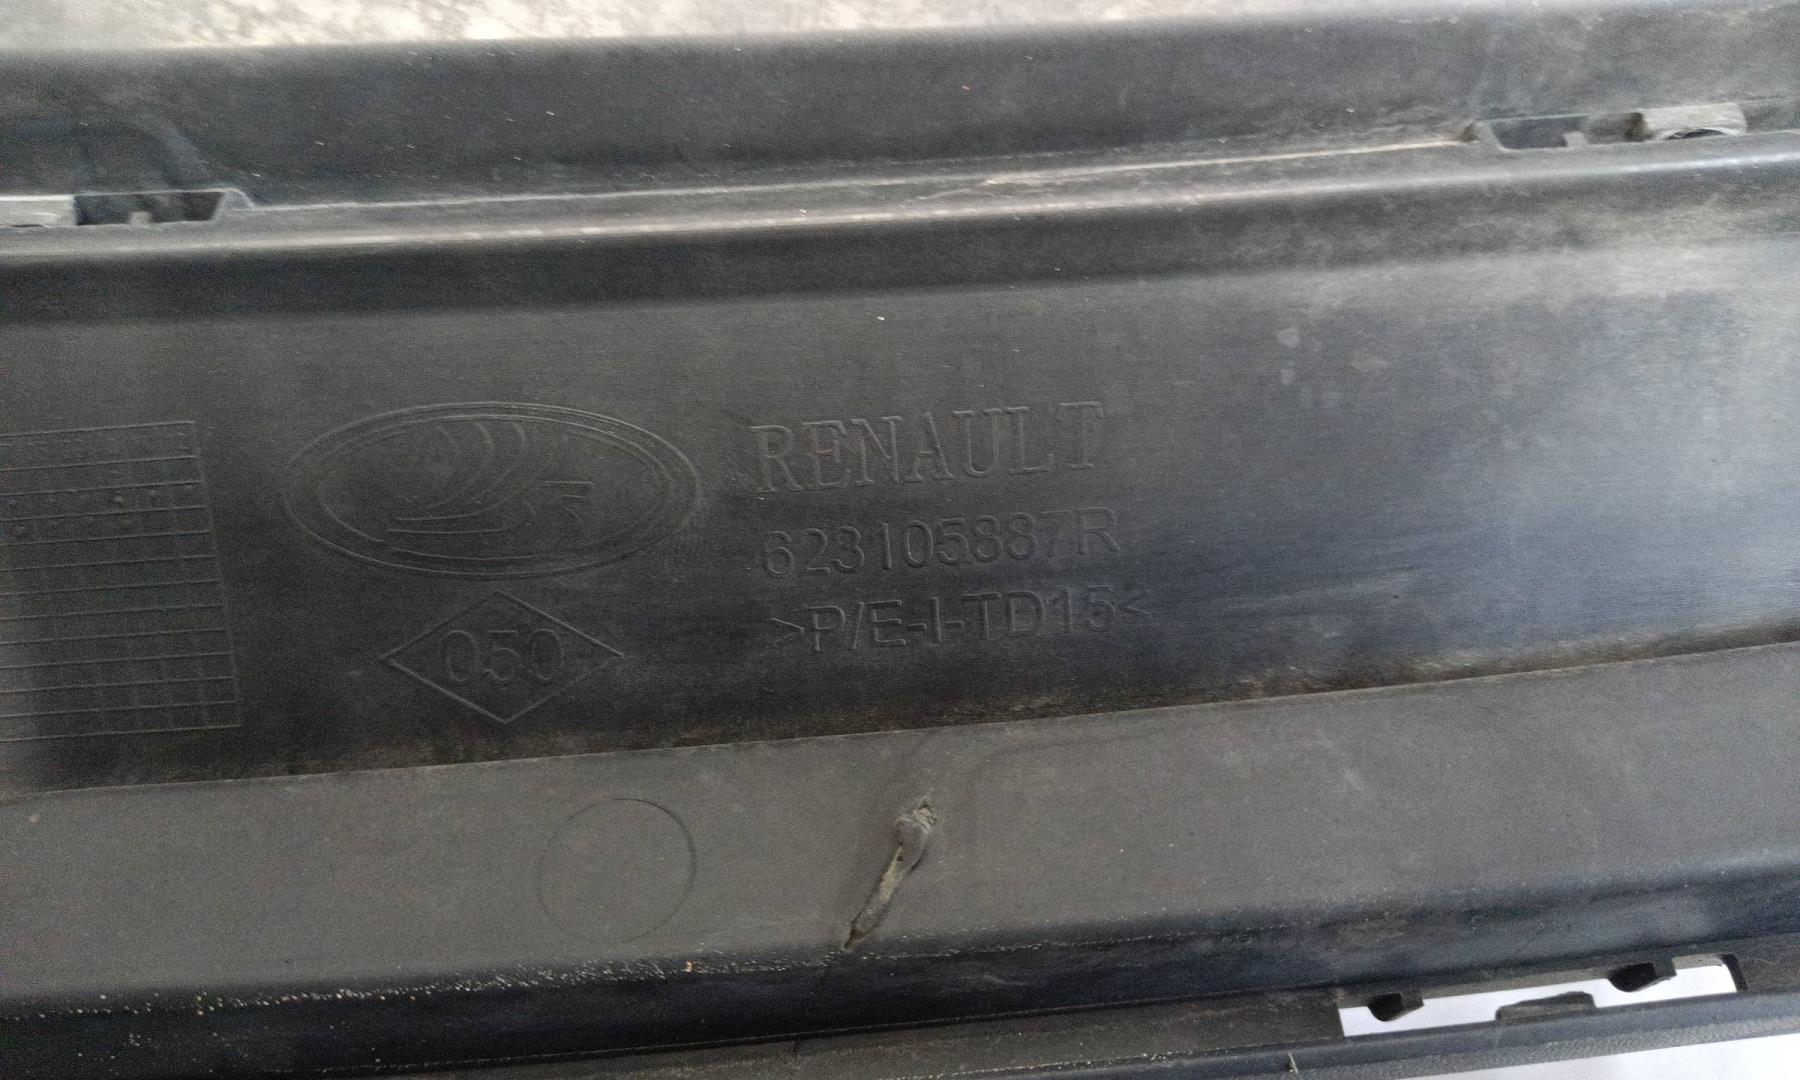 RENAULT
623105887R
>P/E-I-TD15<
050